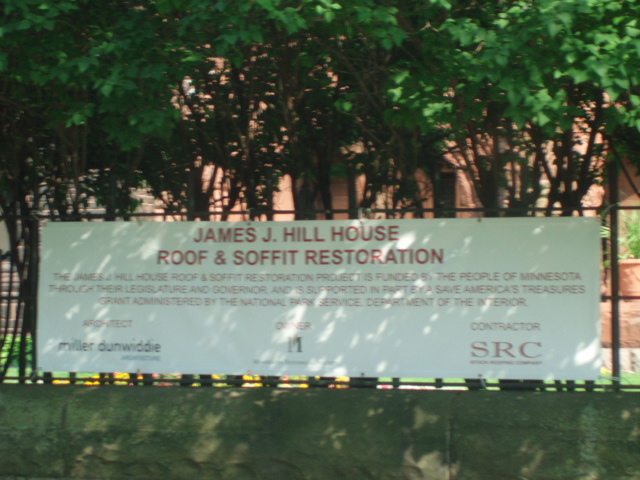 JAMES J. HILL HOUSE
ROOF & SOFFIT RESTORATION
THE JAMES J. HILL HOUSE ROOF & SOFFIT RESTORATION PROJECT IS FUNDED BY THE PEOPLE OF MINNESOTA
THROUGH THEIR LEGISLATURE AND GOVERNOR, AND IS SUPPORTED IN PART BY A SAVE AMERICA'S TREASURES
GRANT ADMINISTERED BY THE NATIONAL PARK SERVICE, DEPARTMENT OF THE INTERIOR.
ARCHITECT OWNER CONTRACTOR
miller dunwiddie SRC
ARCHITECTURE